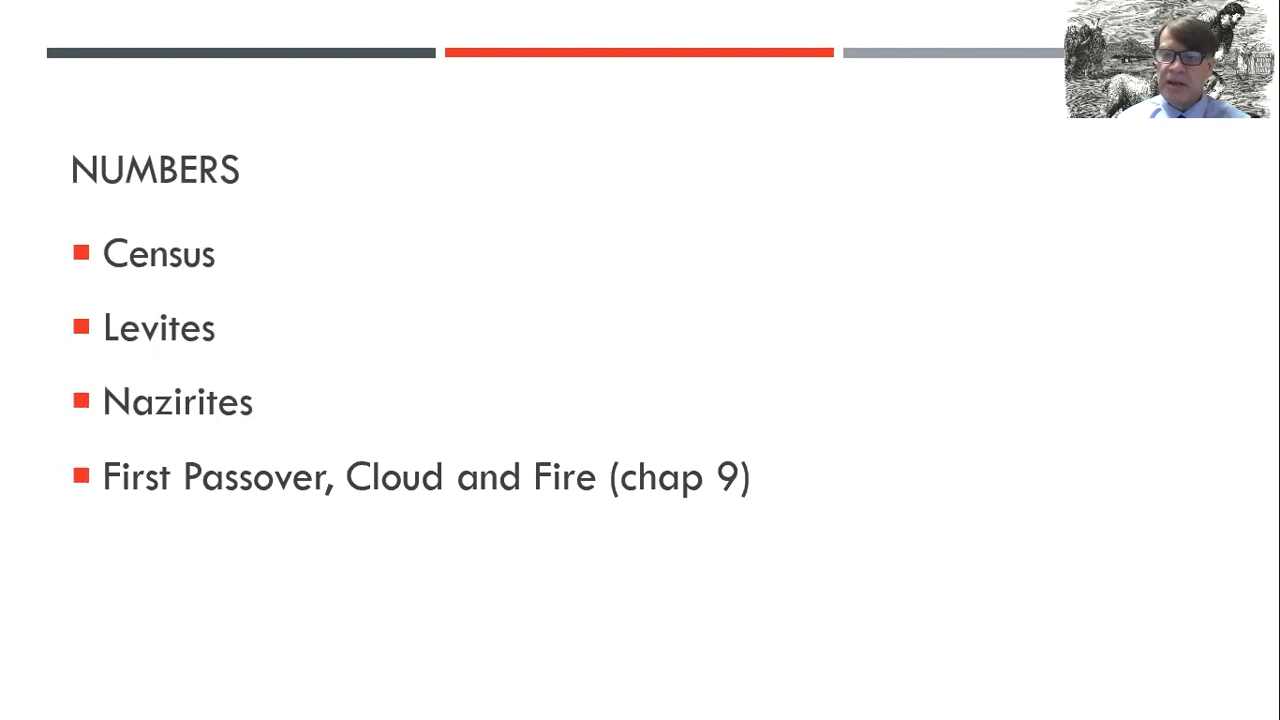 NUMBERS
Census
Levites
Nazirites
First Passover, Cloud and Fire (chap 9)